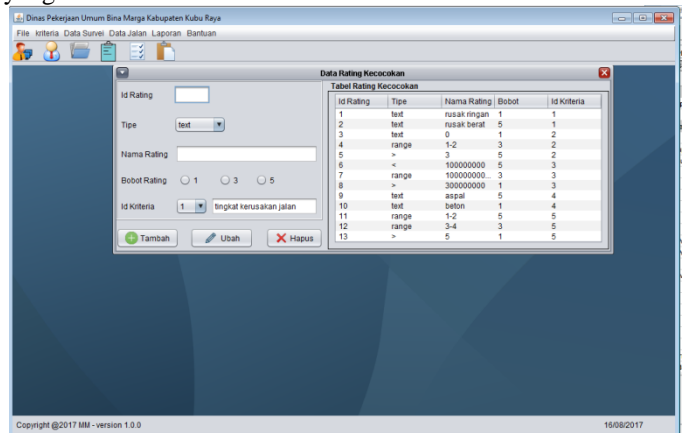 Dinas Pekerjaan Umum Bina Marga Kabupaten Kubu Raya
File kriteria Data Survei Data Jalan Laporan Bantuan
Data Rating Kecocokan
Id Rating
Tipe text
Nama Rating
Bobot Rating 1 3 5
Id Kriteria 1 tingkat kerusakan jalan
Tambah Ubah Hapus
Tabel Rating Kecocokan
Id Rating Tipe Nama Rating Bobot Id Kriteria
1 text rusak ringan 1 1
2 text rusak berat 5 1
3 text 0 1 2
4 range 1-2 3 2
5 > 3 5 2
6 < 100000000 5 3
7 range 100000000... 3 3
8 > 300000000 1 3
9 text aspal 5 4
10 text beton 1 4
11 range 1-2 5 5
12 range 3-4 3 5
13 > 5 1 5
Copyright @2017 MM - version 1.0.0
16/08/2017